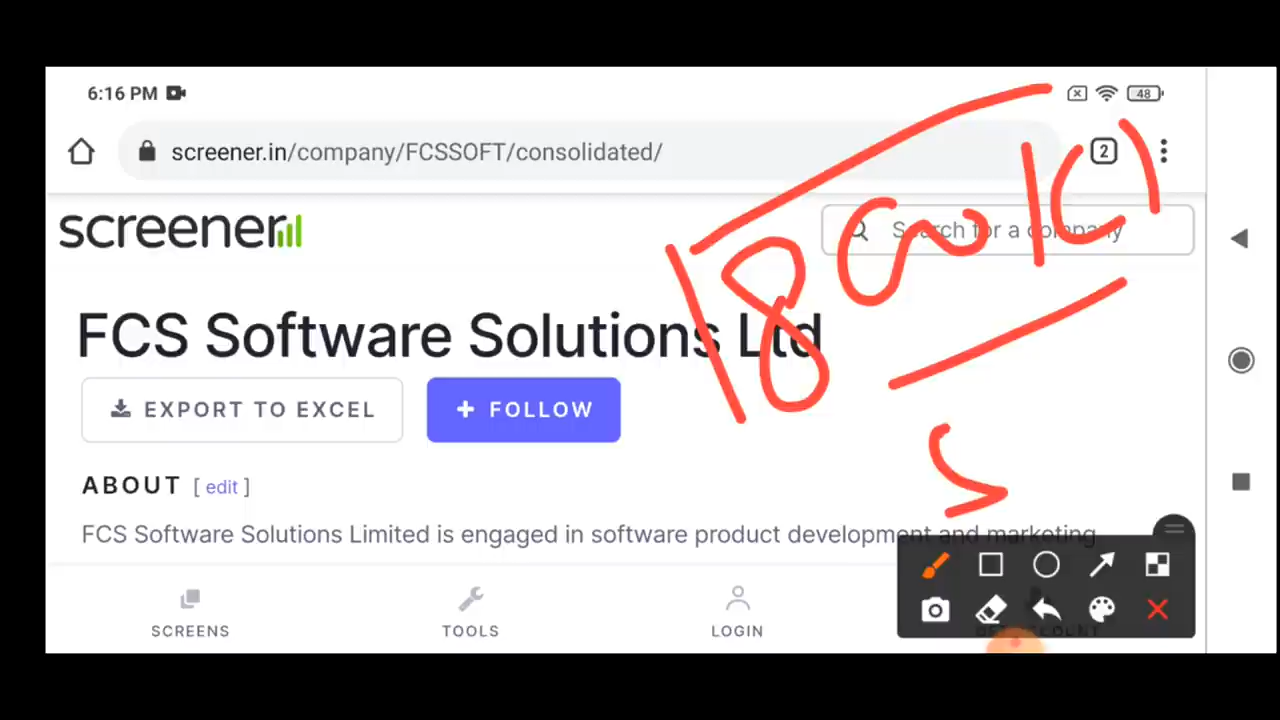 6:16 PM
48
screener.in/company/FCSSOFT/consolidated/
2
screener
Search for a company
18
FCS Software Solutions Ltd
EXPORT TO EXCEL
+ FOLLOW
ABOUT [ edit ]
FCS Software Solutions Limited is engaged in software product development and marketing
SCREENS
TOOLS
LOGIN